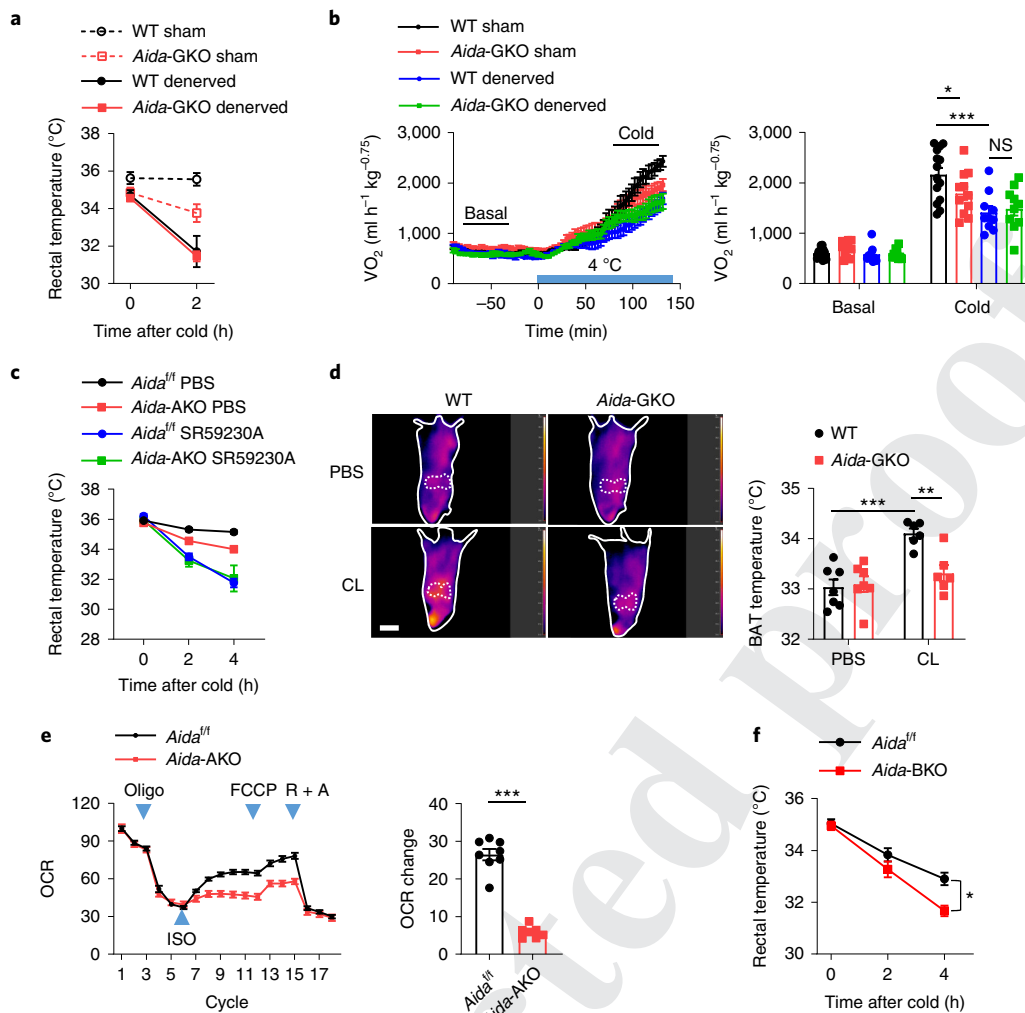 a
WT sham
Aida-GKO sham
WT denerved
Aida-GKO denerved
Rectal temperature (°C)
36
34
32
30
0
2
Time after cold (h)
b
WT sham
Aida-GKO sham
WT denerved
Aida-GKO denerved
VO2 (ml h−1 kg−0.75)
3,000
2,000
1,000
0
Basal
Cold
4 °C
−50
0
50
100
150
Time (min)
VO2 (ml h−1 kg−0.75)
3,000
2,000
1,000
0
*
***
NS
Basal
Cold
c
Aidaf/f PBS
Aida-AKO PBS
Aidaf/f SR59230A
Aida-AKO SR59230A
Rectal temperature (°C)
38
36
34
32
30
28
0
2
4
Time after cold (h)
d
WT
Aida-GKO
PBS
CL
WT
Aida-GKO
BAT temperature (°C)
35
34
33
32
***
**
PBS
CL
e
Aidaf/f
Aida-AKO
OCR
120
90
60
30
0
Oligo
FCCP
R + A
ISO
1
3
5
7
9
11
13
15
17
Cycle
OCR change
40
30
20
10
0
***
Aidaf/f
Aida-AKO
f
Aidaf/f
Aida-BKO
Rectal temperature (°C)
36
34
32
30
*
0
2
4
Time after cold (h)